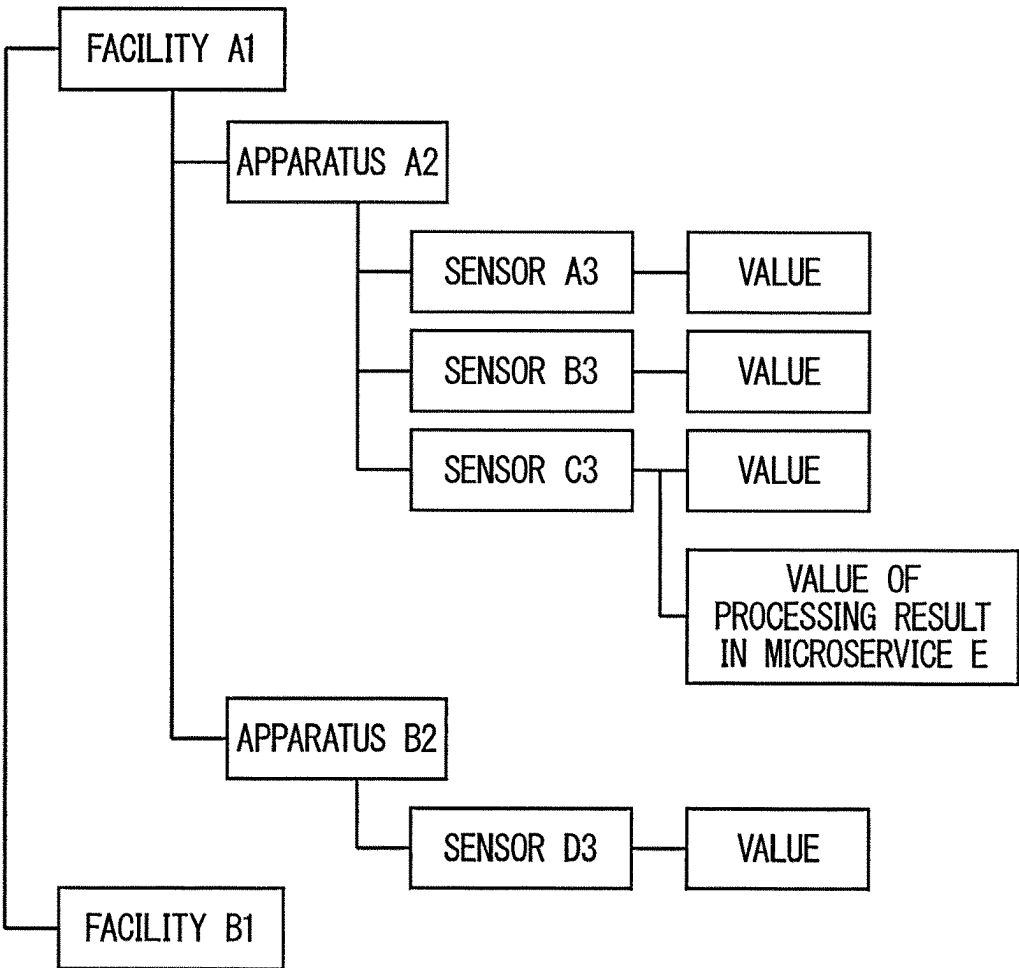 FACILITY A1
APPARATUS A2
SENSOR A3
VALUE
SENSOR B3
VALUE
SENSOR C3
VALUE
VALUE OF
PROCESSING RESULT
IN MICROSERVICE E
APPARATUS B2
SENSOR D3
VALUE
FACILITY B1